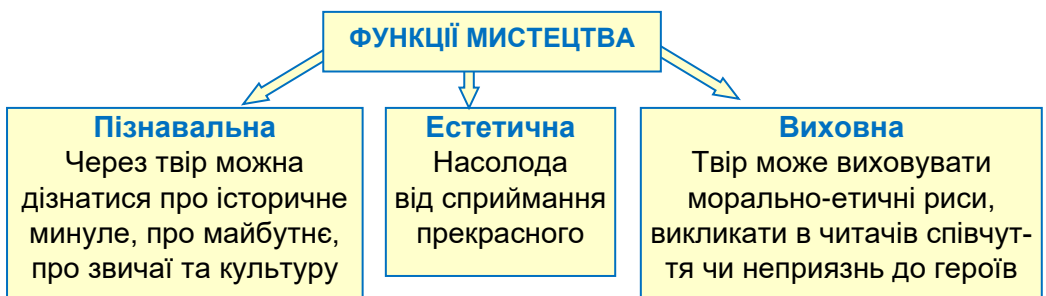 ФУНКЦІЇ МИСТЕЦТВА
Пізнавальна
Через твір можна
дізнатися про історичне
минуле, про майбутнє,
про звичаї та культуру
Естетична
Насолода
від сприймання
прекрасного
Виховна
Твір може виховувати
морально-етичні риси,
викликати в читачів співчут-
тя чи неприязнь до героїв